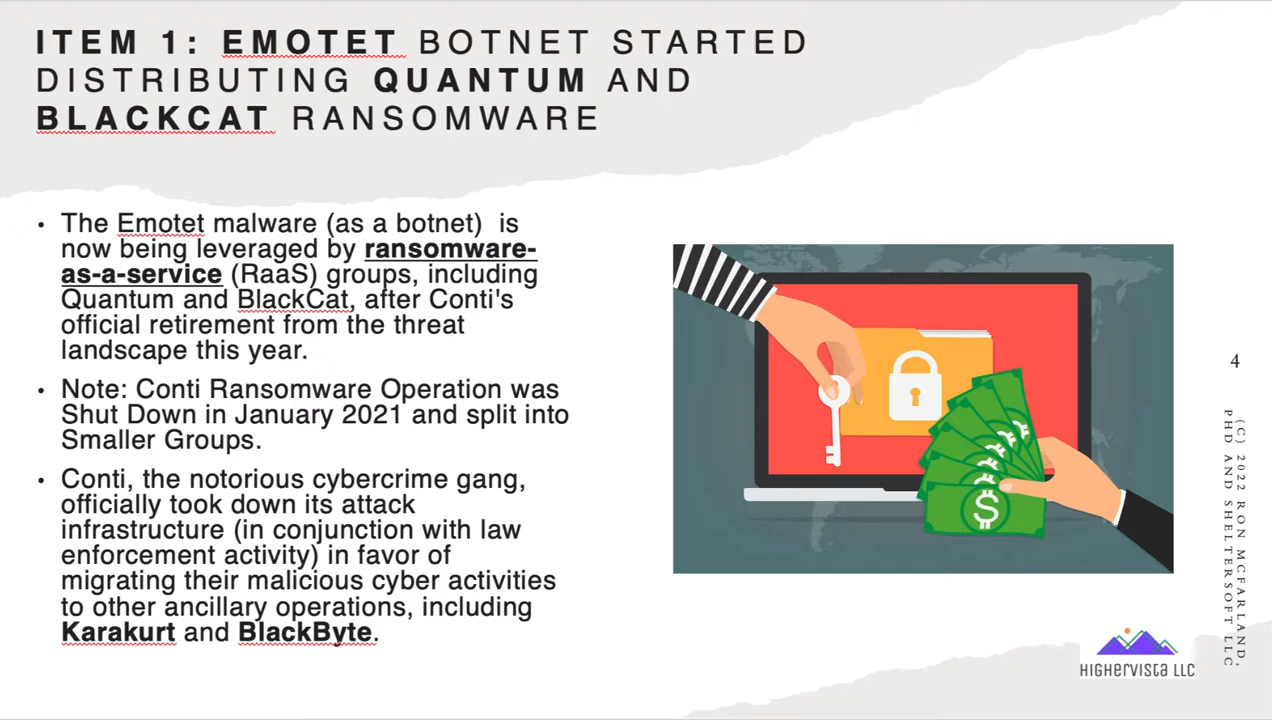 ITEM 1: EMOTET BOTNET STARTED
DISTRIBUTING QUANTUM AND
BLACKCAT RANSOMWARE
• The Emotet malware (as a botnet) is
now being leveraged by ransomware-
as-a-service (RaaS) groups, including
Quantum and BlackCat, after Conti's
official retirement from the threat
landscape this year.
• Note: Conti Ransomware Operation was
Shut Down in January 2021 and split into
Smaller Groups.
• Conti, the notorious cybercrime gang,
officially took down its attack
infrastructure (in conjunction with law
enforcement activity) in favor of
migrating their malicious cyber activities
to other ancillary operations, including
Karakurt and BlackByte.
$
4
(C) 2022 RON MCFARLAND,
PHD AND SHELTERSOFT LLC
HIGHERVISTA LLC